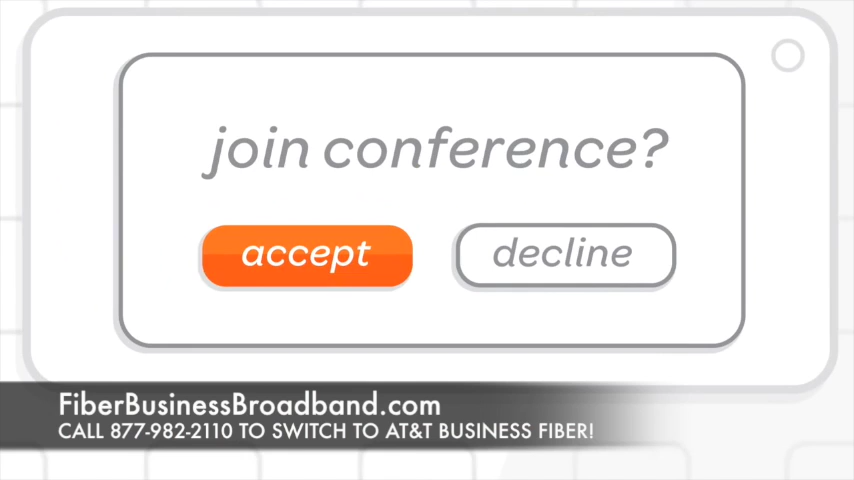 join conference?
accept
decline
FiberBusinessBroadband.com
CALL 877-982-2110 TO SWITCH TO AT&T BUSINESS FIBER!